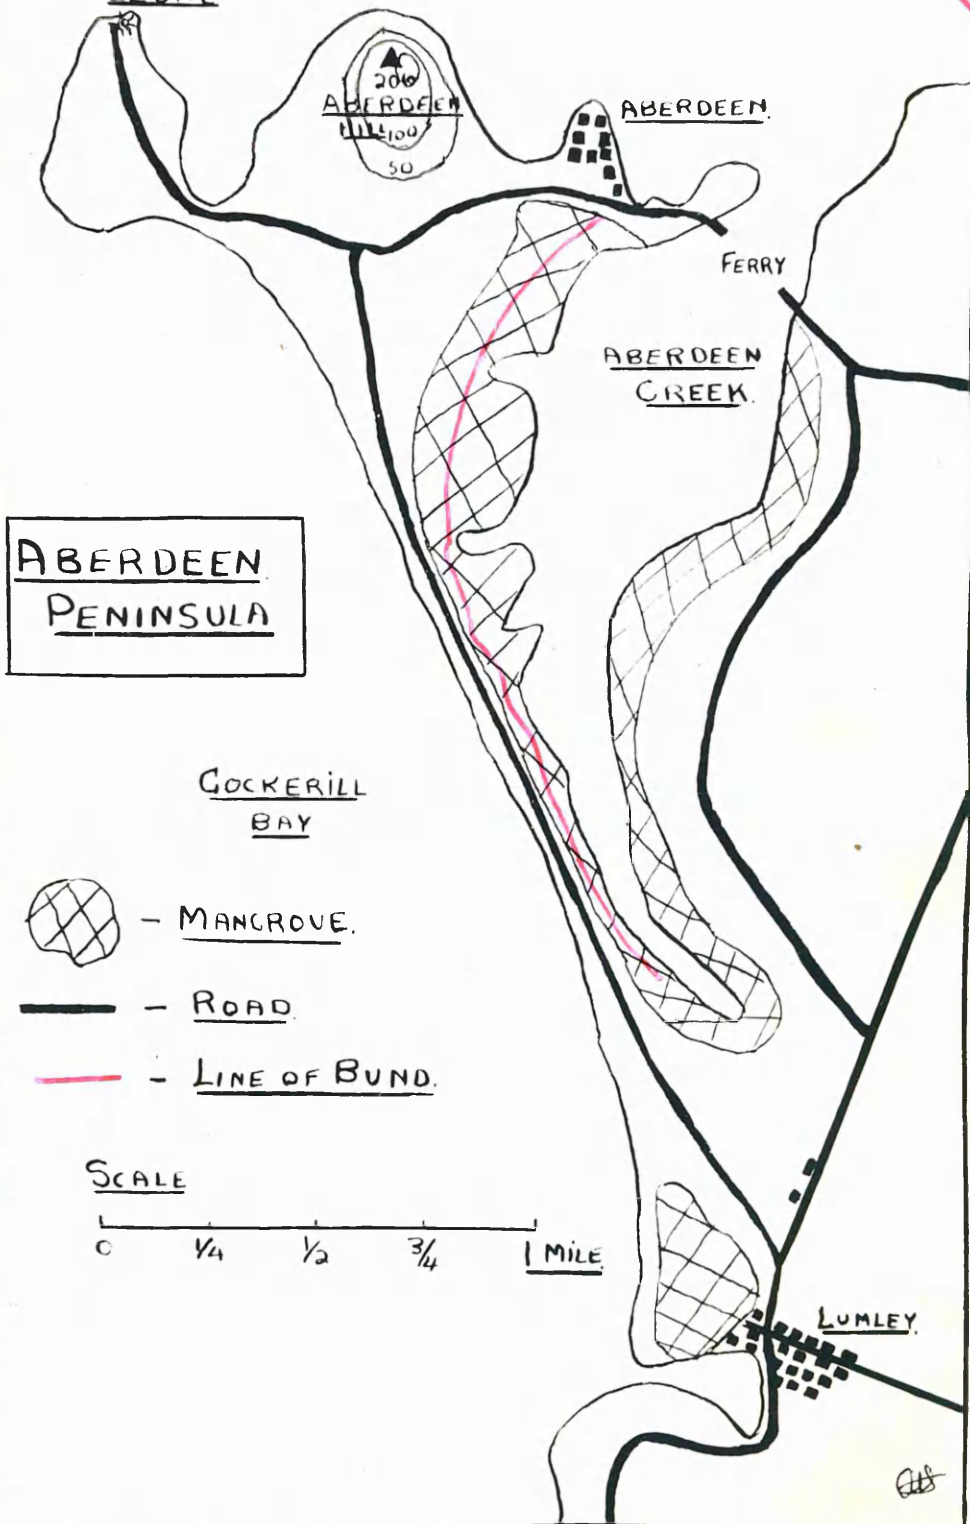 ABERDEEN
200
ABERDEEN
HILL 100
50
FERRY
ABERDEEN
CREEK.
ABERDEEN
PENINSULA
COCKERILL
BAY
- MANGROVE.
- ROAD
- LINE OF BUND.
SCALE
0 1/4 1/2 3/4 1 MILE
LUMLEY.